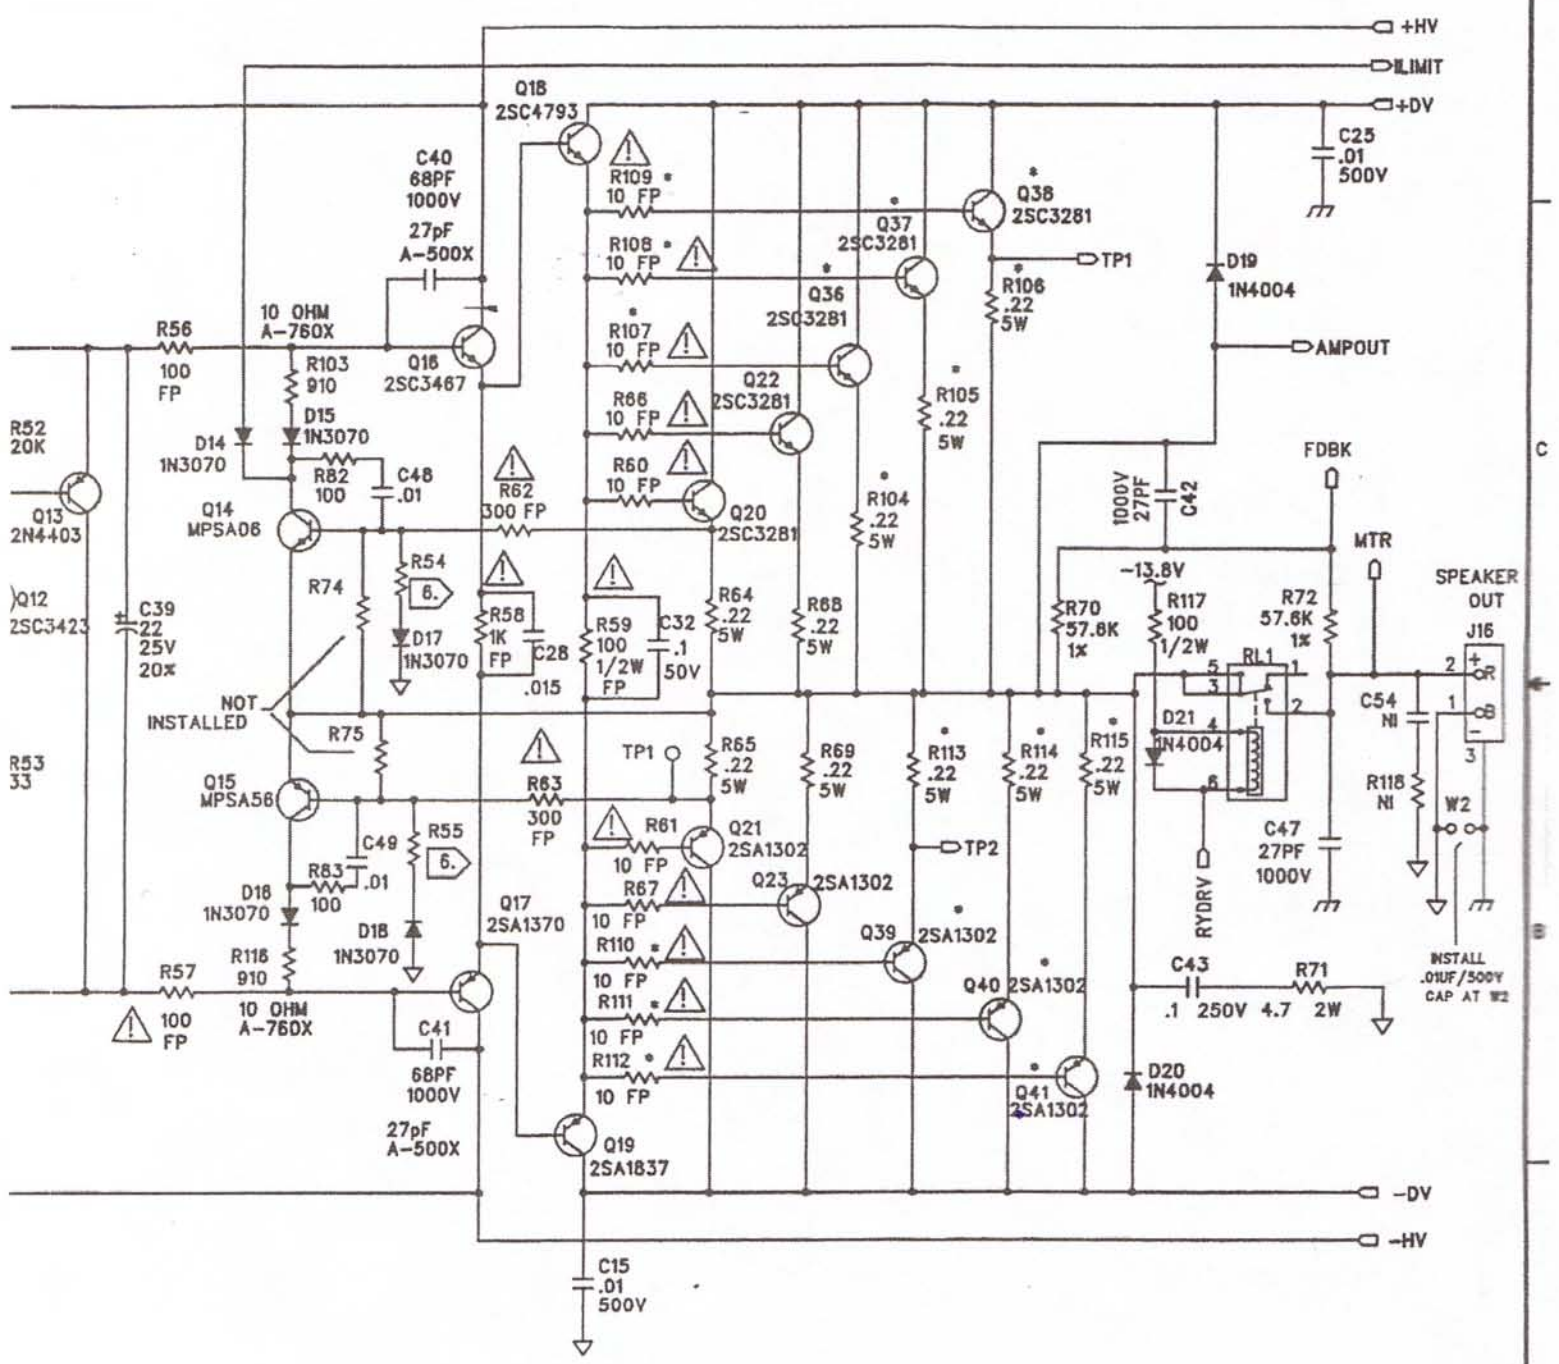 +HV
ILIMIT
+DV
Q18
2SC4793
C25
.01
500V
C40
68PF
1000V
27pF
A-500X
R109 *
10 FP
*
Q38
2SC3281
*
Q37
2SC3281
R108 *
10 FP
TP1
D19
1N4004
*
Q36
2SC3281
*
R106
.22
5W
10 OHM
A-760X
R56
100
FP
*
R107
10 FP
AMPOUT
R103
910
Q16
2SC3467
Q22
2SC3281
*
R105
.22
5W
R66
10 FP
R52
20K
D14
1N3070
D15
1N3070
R82
100
C48
.01
R62
300 FP
R60
10 FP
FDBK
C
1000V
27PF
C42
*
R104
.22
5W
Q13
2N4403
Q14
MPSA06
Q20
2SC3281
MTR
-13.8V
SPEAKER
OUT
J16
R74
R54
6.
)Q12
2SC3423
+
C39
22
25V
20%
D17
1N3070
R58
1K
FP
C28
.015
R59
100
1/2W
FP
C32
.1
50V
R64
.22
5W
R68
.22
5W
R70
57.6K
1%
R117
100
1/2W
R72
57.6K
1%
RL1
5
3
1
2
4
6
+
2
R
1
B
-
3
C54
NI
NOT
INSTALLED
R75
TP1
R65
.22
5W
R69
.22
5W
*
R113
.22
5W
*
R114
.22
5W
*
R115
.22
5W
D21
1N4004
R53
33
Q15
MPSA56
R63
300
FP
R118
NI
W2
R61
10 FP
Q21
2SA1302
TP2
C47
27PF
1000V
C49
.01
R55
6.
R83
100
R67
10 FP
Q23
2SA1302
RYDRV
D16
1N3070
Q17
2SA1370
D18
1N3070
*
Q39
2SA1302
R110 *
10 FP
R116
910
INSTALL
.01UF/500V
CAP AT W2
C43
.1 250V
R71
4.7 2W
R57
100
FP
10 OHM
A-760X
*
Q40 2SA1302
R111 *
10 FP
C41
68PF
1000V
R112 *
10 FP
*
Q41
2SA1302
D20
1N4004
27pF
A-500X
Q19
2SA1837
-DV
-HV
C15
.01
500V